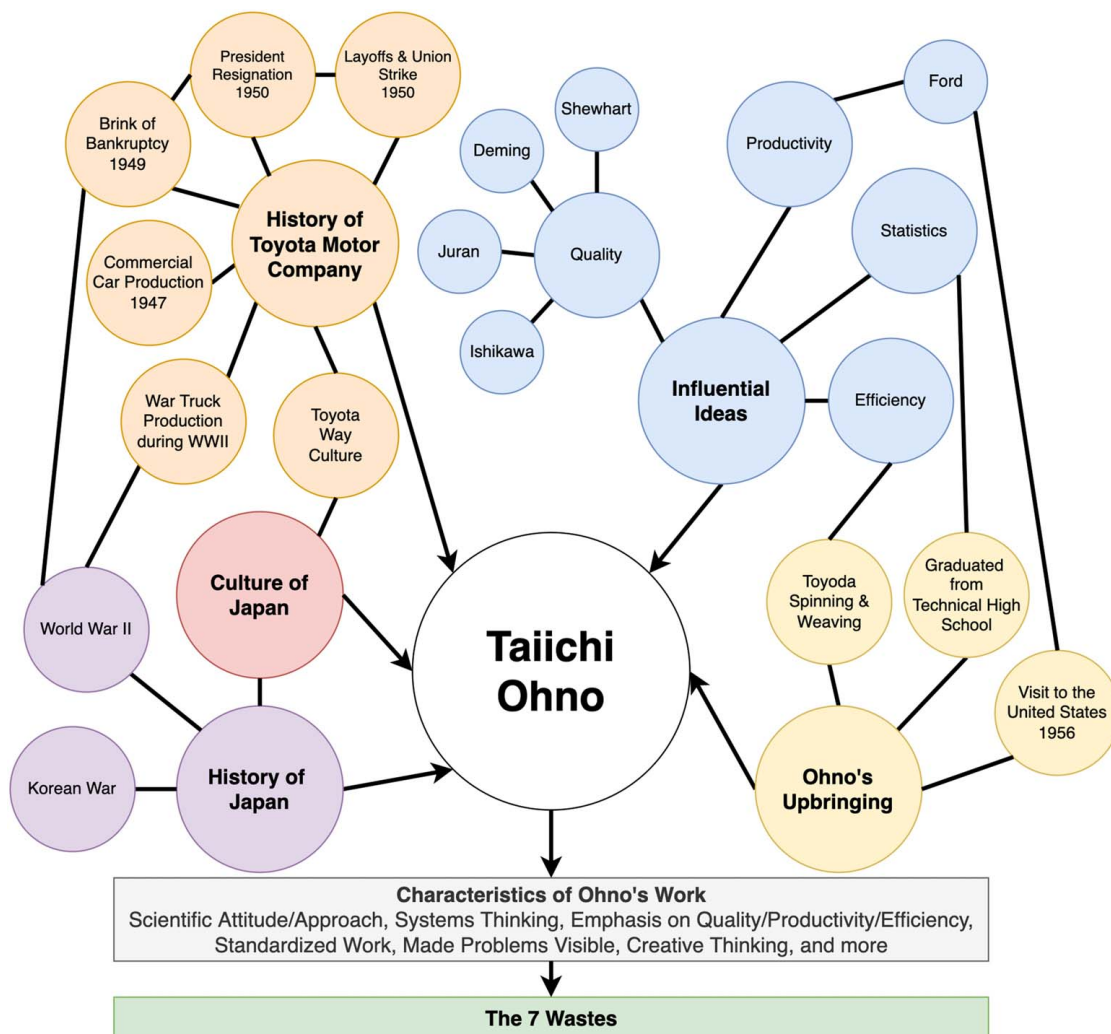 President
Resignation
1950
Layoffs & Union
Strike
1950
Brink of
Bankruptcy
1949
History of
Toyota Motor
Company
Commercial
Car Production
1947
War Truck
Production
during WWII
Toyota
Way
Culture
Shewhart
Deming
Juran
Ishikawa
Quality
Productivity
Ford
Statistics
Influential
Ideas
Efficiency
Culture of
Japan
World War II
Korean War
History of
Japan
Taiichi
Ohno
Toyoda
Spinning &
Weaving
Graduated
from
Technical High
School
Visit to the
United States
1956
Ohno's
Upbringing
Characteristics of Ohno's Work
Scientific Attitude/Approach, Systems Thinking, Emphasis on Quality/Productivity/Efficiency,
Standardized Work, Made Problems Visible, Creative Thinking, and more
The 7 Wastes